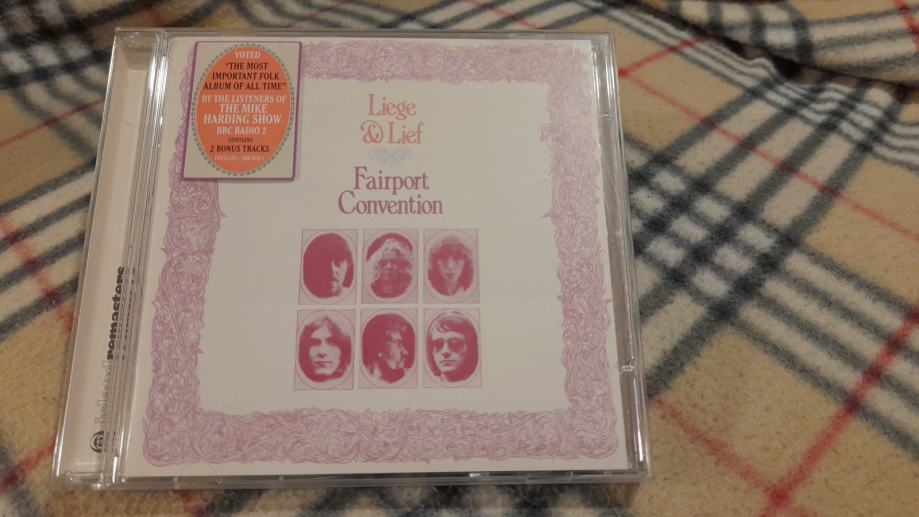 VOTED
"THE MOST
IMPORTANT FOLK
ALBUM OF ALL TIME"
BY THE LISTENERS OF
THE MIKE
HARDING SHOW
BBC RADIO 2
CONTAINS
2 BONUS TRACKS
Liege
& Lief
Fairport
Convention
islandremasters